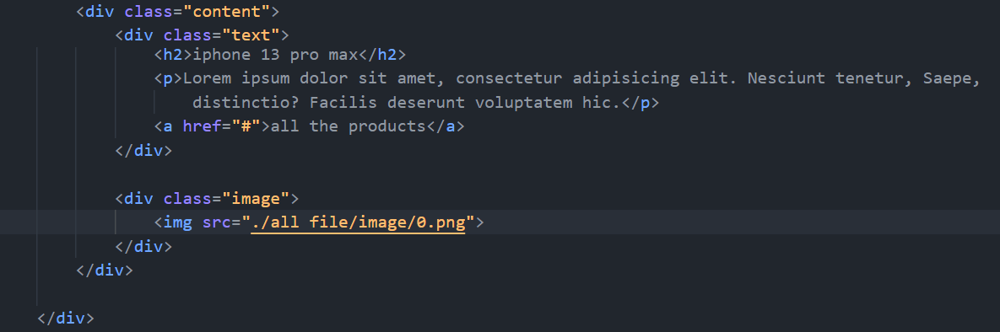 <div class="content">
<div class="text">
<h2>iphone 13 pro max</h2>
<p>Lorem ipsum dolor sit amet, consectetur adipisicing elit. Nesciunt tenetur, Saepe,
distinctio? Facilis deserunt voluptatem hic.</p>
<a href="#">all the products</a>
</div>
<div class="image">
<img src="./all file/image/0.png">
</div>
</div>
</div>